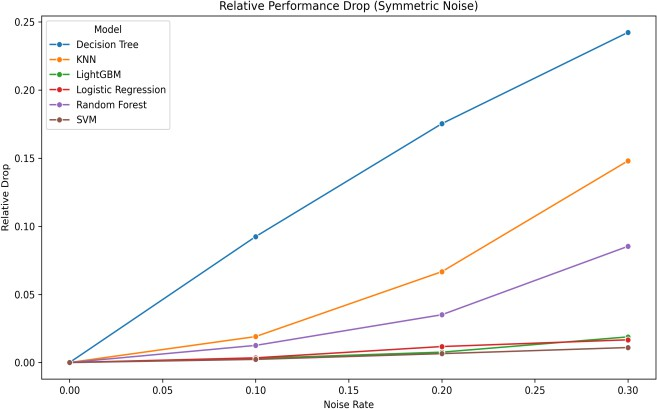 Relative Performance Drop (Symmetric Noise)
Model
Decision Tree
KNN
LightGBM
Logistic Regression
Random Forest
SVM
Relative Drop
0.25
0.20
0.15
0.10
0.05
0.00
0.00 0.05 0.10 0.15 0.20 0.25 0.30
Noise Rate